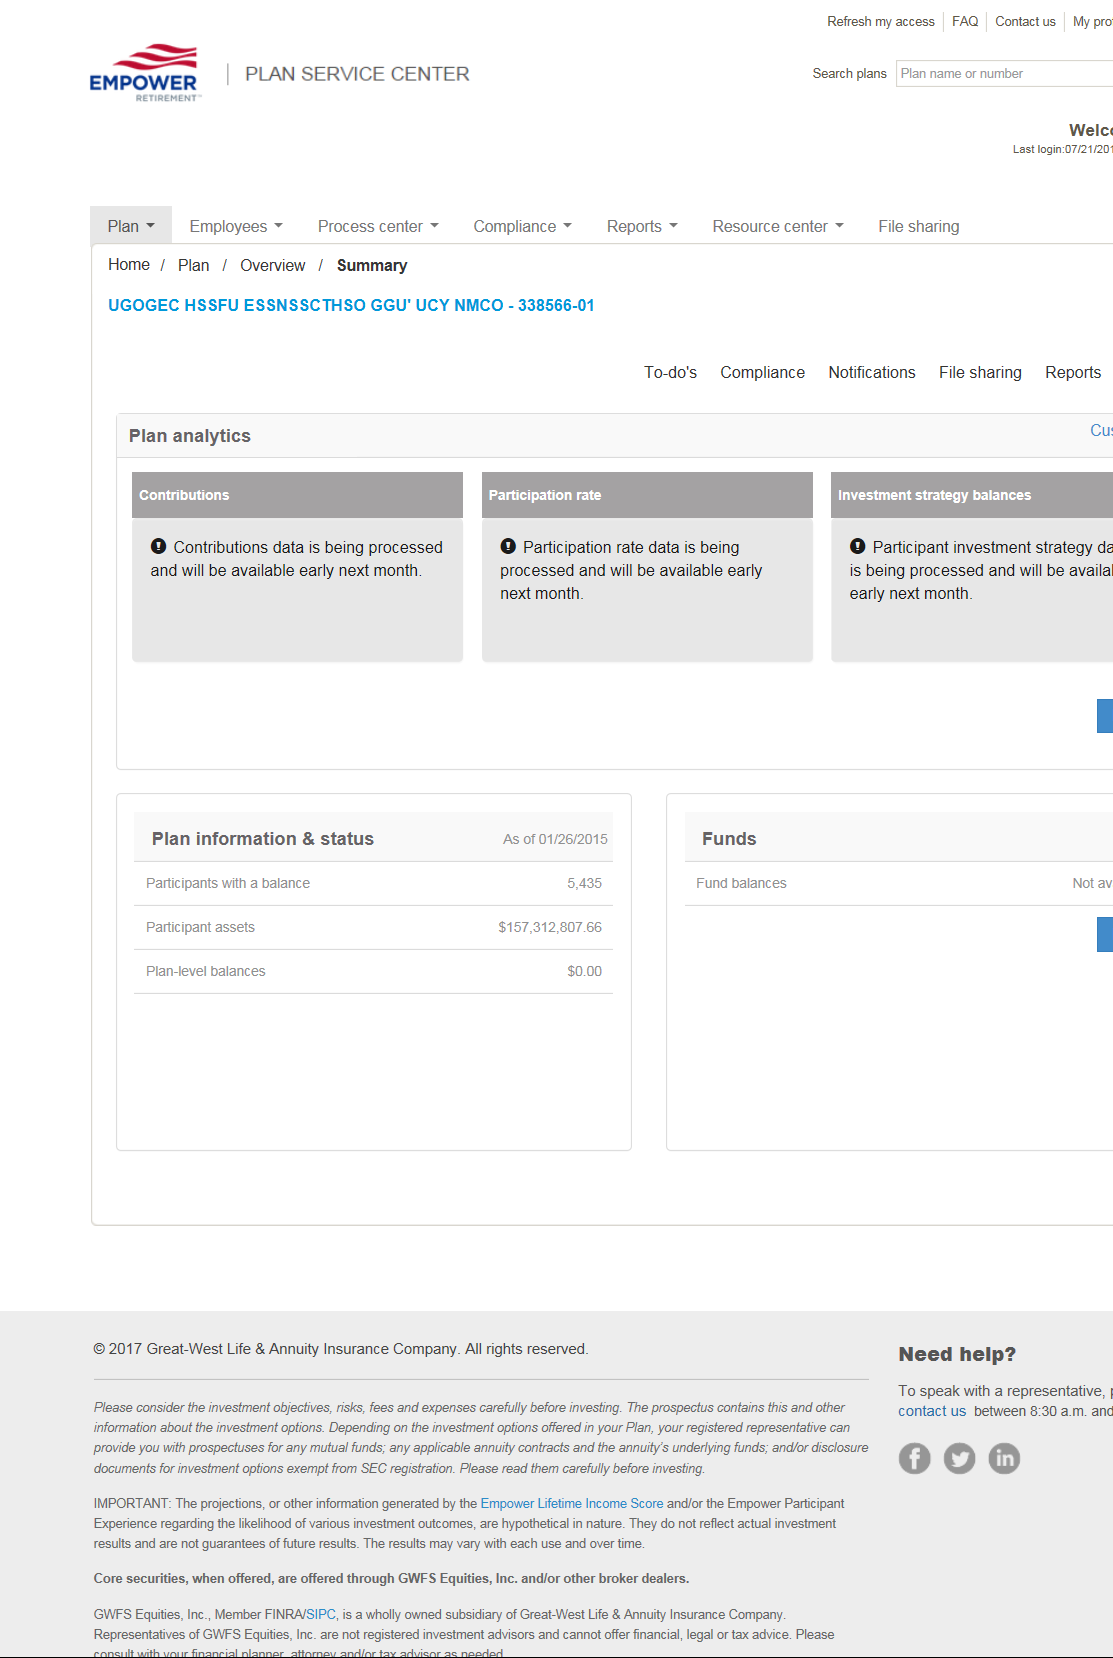 Refresh my access FAQ Contact us My
EMPOWER
RETIREMENT™
PLAN SERVICE CENTER
Search plans Plan name or number
Last login:07/21/201
Plan Employees Process center Compliance Reports Resource center File sharing
Home / Plan / Overview / Summary
UGOGEC HSSFU ESSNSSCTHSO GGU' UCY NMCO - 338566-01
To-do's Compliance Notifications File sharing Reports
Plan analytics
Contributions Participation rate Investment strategy balances
Contributions data is being processed
and will be available early next month.
Participation rate data is being
processed and will be available early
next month.
Participant investment strategy
is being processed and will be
early next month.
Plan information & status As of 01/26/2015
Participants with a balance 5,435
Participant assets $157,312,807.66
Plan-level balances $0.00
Funds
Fund balances Not
© 2017 Great-West Life & Annuity Insurance Company. All rights reserved.
Please consider the investment objectives, risks, fees and expenses carefully before investing. The prospectus contains this and other
information about the investment options. Depending on the investment options offered in your Plan, your registered representative can
provide you with prospectuses for any mutual funds; any applicable annuity contracts and the annuity's underlying funds; and/or disclosure
documents for investment options exempt from SEC registration. Please read them carefully before investing.
IMPORTANT: The projections, or other information generated by the Empower Lifetime Income Score and/or the Empower Participant
Experience regarding the likelihood of various investment outcomes, are hypothetical in nature. They do not reflect actual investment
results and are not guarantees of future results. The results may vary with each use and over time.
Core securities, when offered, are offered through GWFS Equities, Inc. and/or other broker dealers.
GWFS Equities, Inc., Member FINRA/SIPC, is a wholly owned subsidiary of Great-West Life & Annuity Insurance Company.
Representatives of GWFS Equities, Inc. are not registered investment advisors and cannot offer financial, legal or tax advice. Please
consult with your financial planner, attorney and/or tax advisor as needed.
Need help?
To speak with a representative,
contact us between 8:30 a.m. and